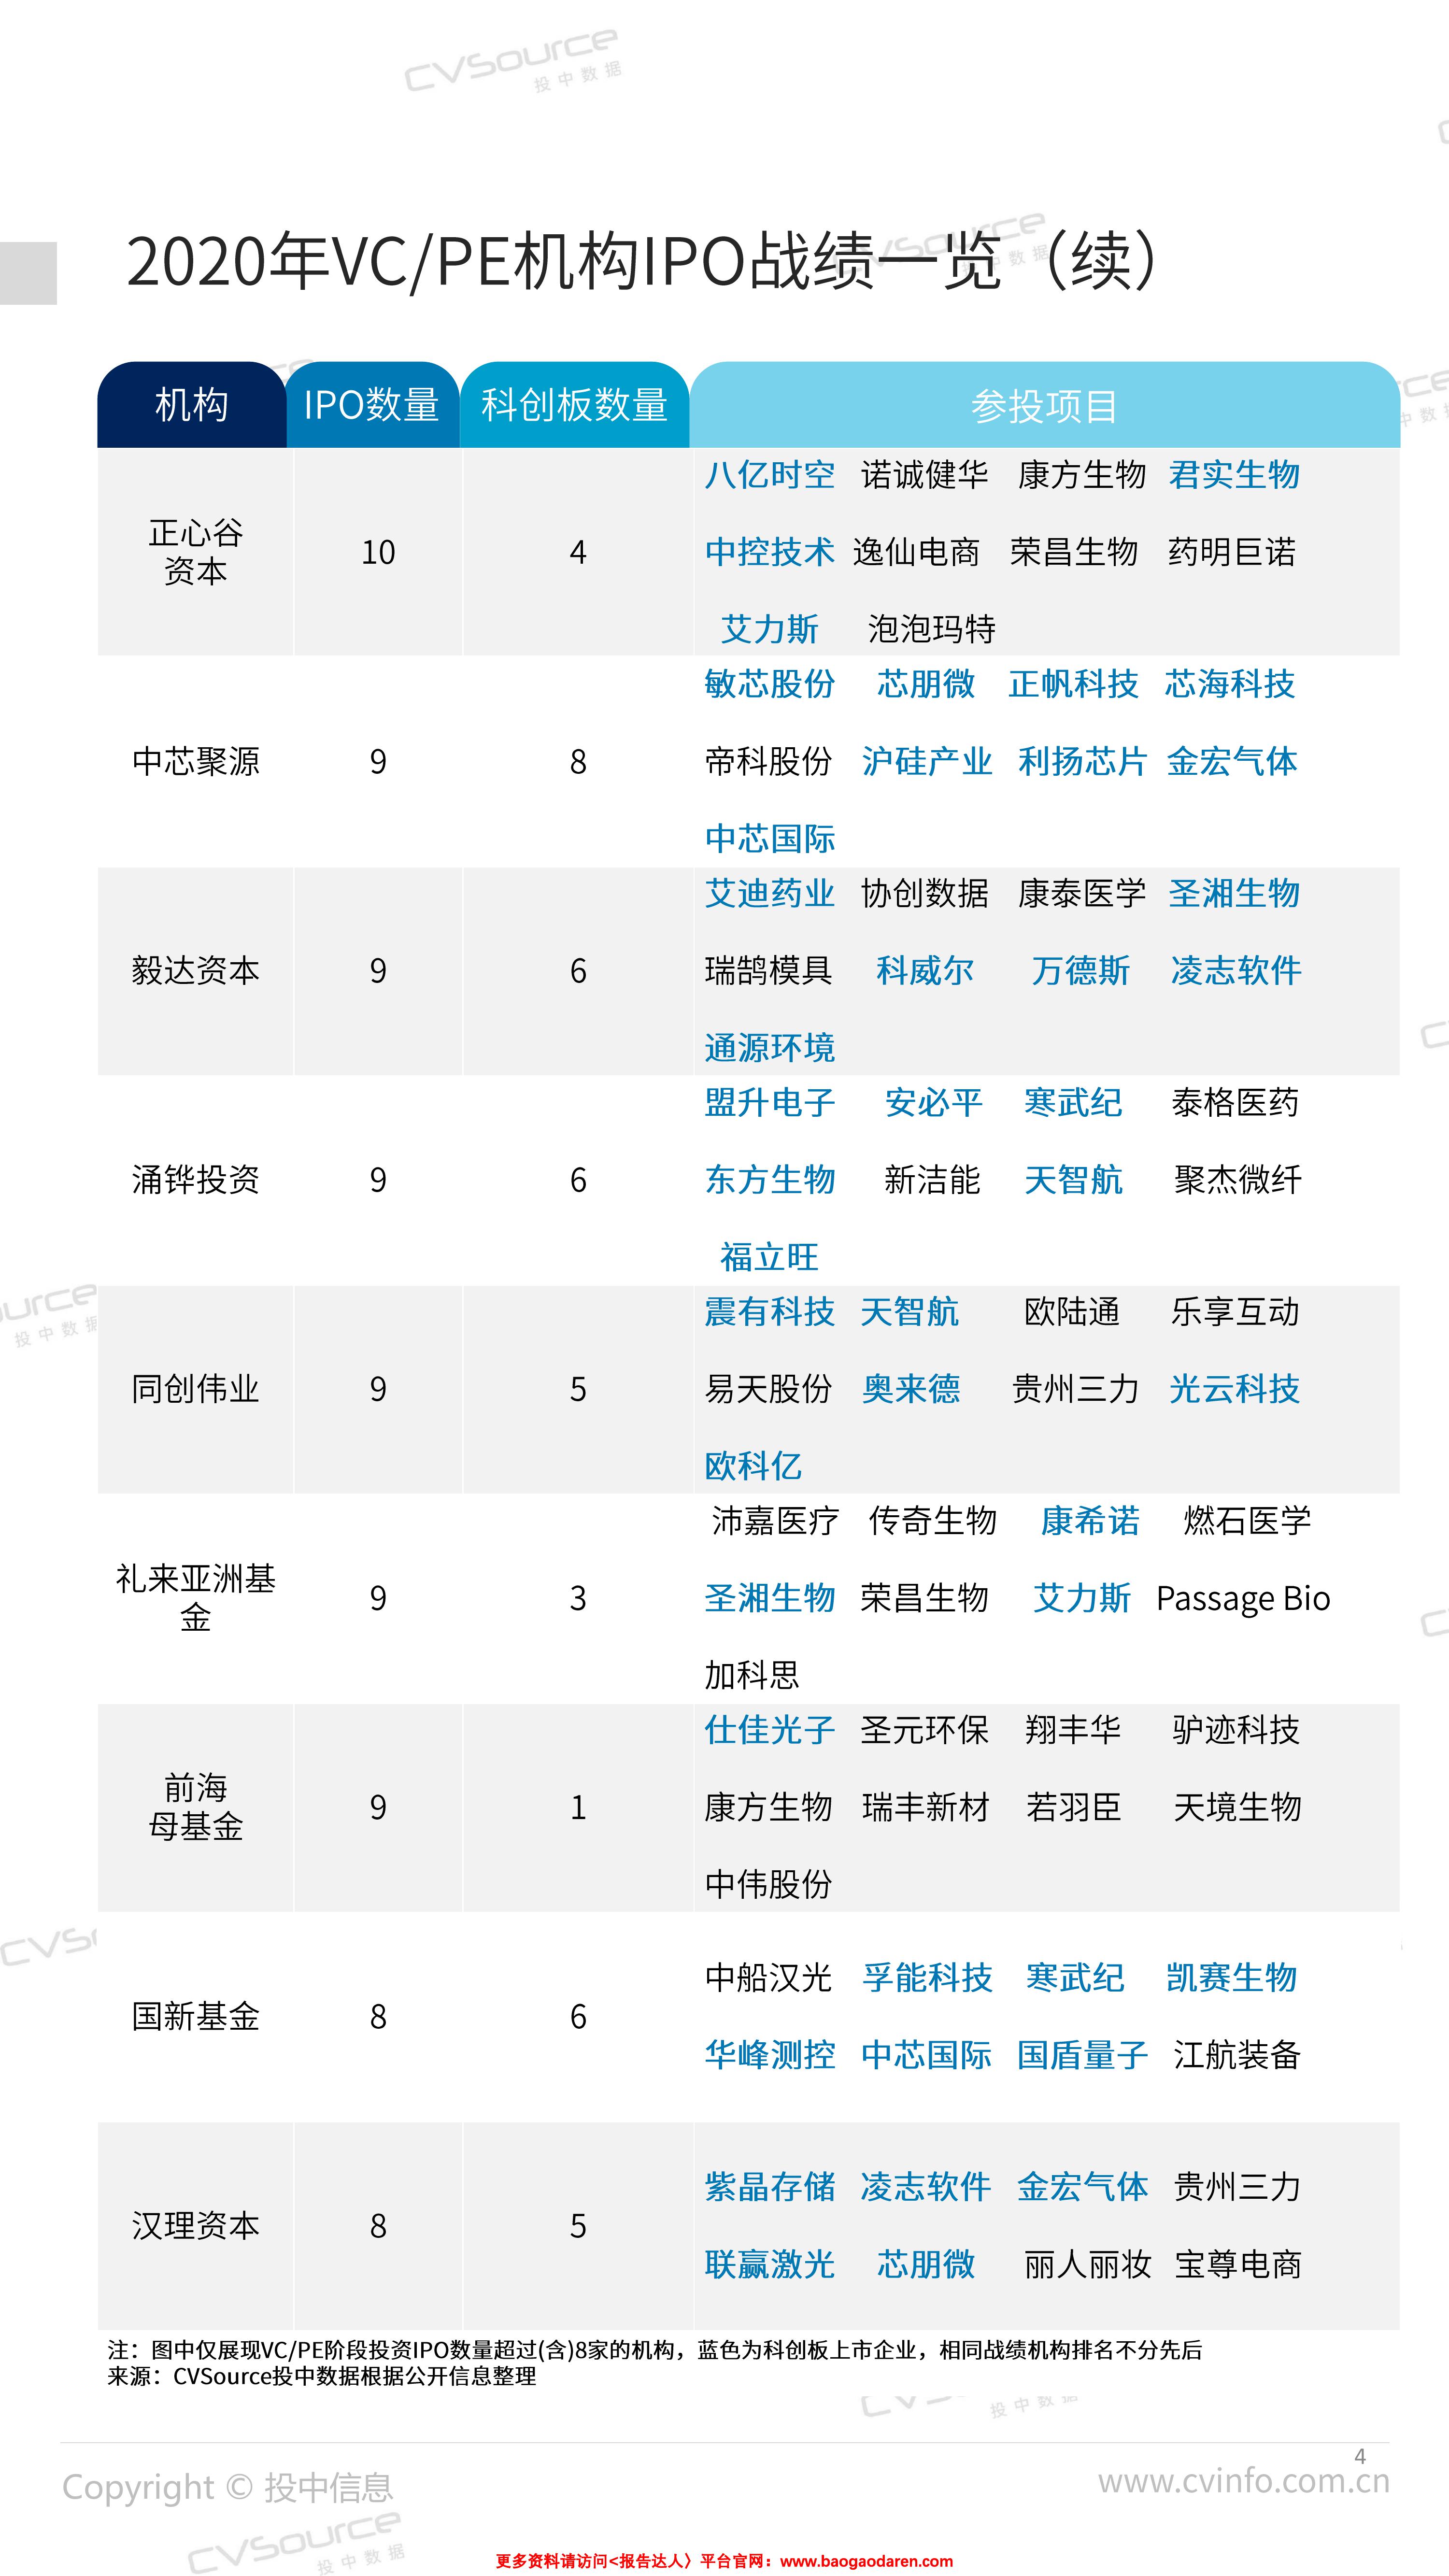 CVSource
投中数据
2020年VC/PE机构IPO战绩一览（续）
机构 IPO数量 科创板数量 参投项目
正心谷
资本
10
4
八亿时空 诺诚健华 康方生物 君实生物
中控技术 逸仙电商 荣昌生物 药明巨诺
艾力斯 泡泡玛特
中芯聚源
9
8
敏芯股份 芯朋微 正帆科技 芯海科技
帝科股份 沪硅产业 利扬芯片 金宏气体
中芯国际
毅达资本
9
6
艾迪药业 协创数据 康泰医学 圣湘生物
瑞鹄模具 科威尔 万德斯 凌志软件
通源环境
涌铧投资
9
6
盟升电子 安必平 寒武纪 泰格医药
东方生物 新洁能 天智航 聚杰微纤
福立旺
同创伟业
9
5
震有科技 天智航 欧陆通 乐享互动
易天股份 奥来德 贵州三力 光云科技
欧科亿
礼来亚洲基
金
9
3
沛嘉医疗 传奇生物 康希诺 燃石医学
圣湘生物 荣昌生物 艾力斯 Passage Bio
加科思
前海
母基金
9
1
仕佳光子 圣元环保 翔丰华 驴迹科技
康方生物 瑞丰新材 若羽臣 天境生物
中伟股份
国新基金
8
6
中船汉光 孚能科技 寒武纪 凯赛生物
华峰测控 中芯国际 国盾量子 江航装备
汉理资本
8
5
紫晶存储 凌志软件 金宏气体 贵州三力
联赢激光 芯朋微 丽人丽妆 宝尊电商
注：图中仅展现VC/PE阶段投资IPO数量超过(含)8家的机构，蓝色为科创板上市企业，相同战绩机构排名不分先后
来源：CVSource投中数据根据公开信息整理
4
Copyright © 投中信息
www.cvinfo.com.cn
CVSource
投中数据
更多资料请访问<报告达人〉平台官网：www.baogaodaren.com